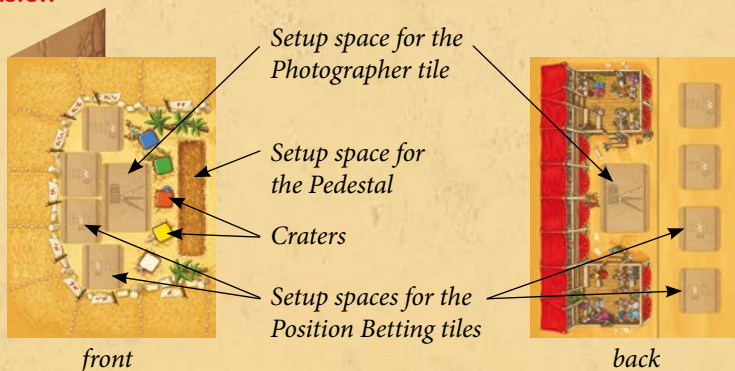 Setup space for the
Photographer tile
Setup space for
the Pedestal
Craters
Setup spaces for the
Position Betting tiles
front
back